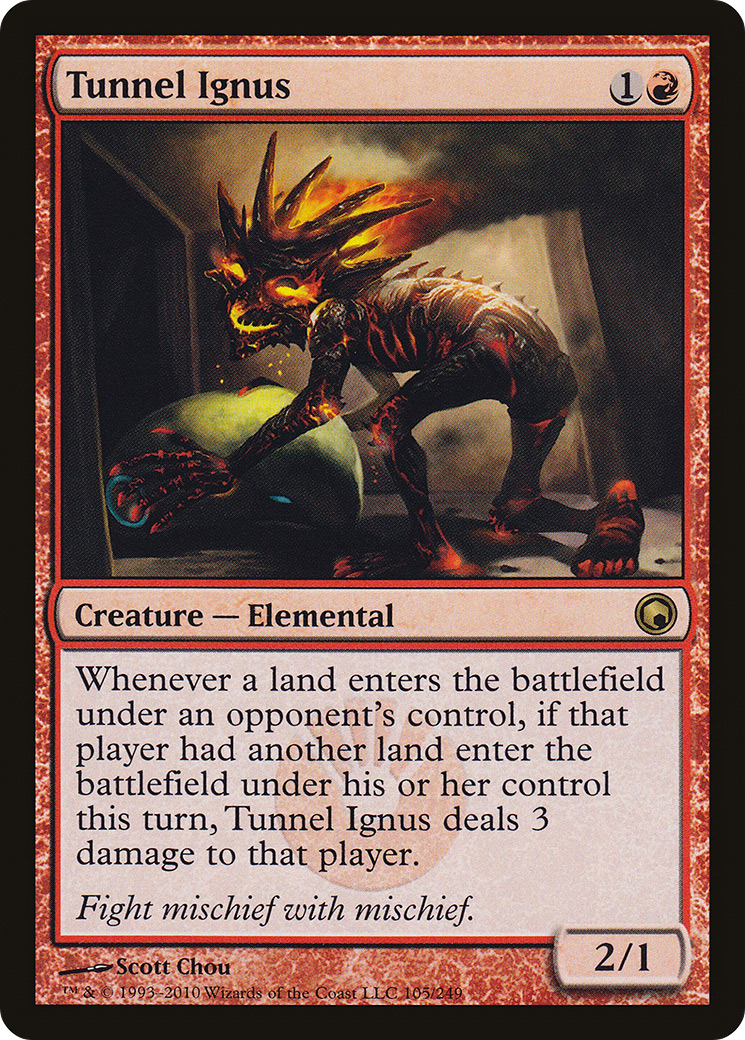 Tunnel Ignus 1
Creature — Elemental
Whenever a land enters the battlefield
under an opponent's control, if that
player had another land enter the
battlefield under his or her control
this turn, Tunnel Ignus deals 3
damage to that player.
Fight mischief with mischief.
2/1
Scott Chou
™ & © 1993–2010 Wizards of the Coast LLC 105/249